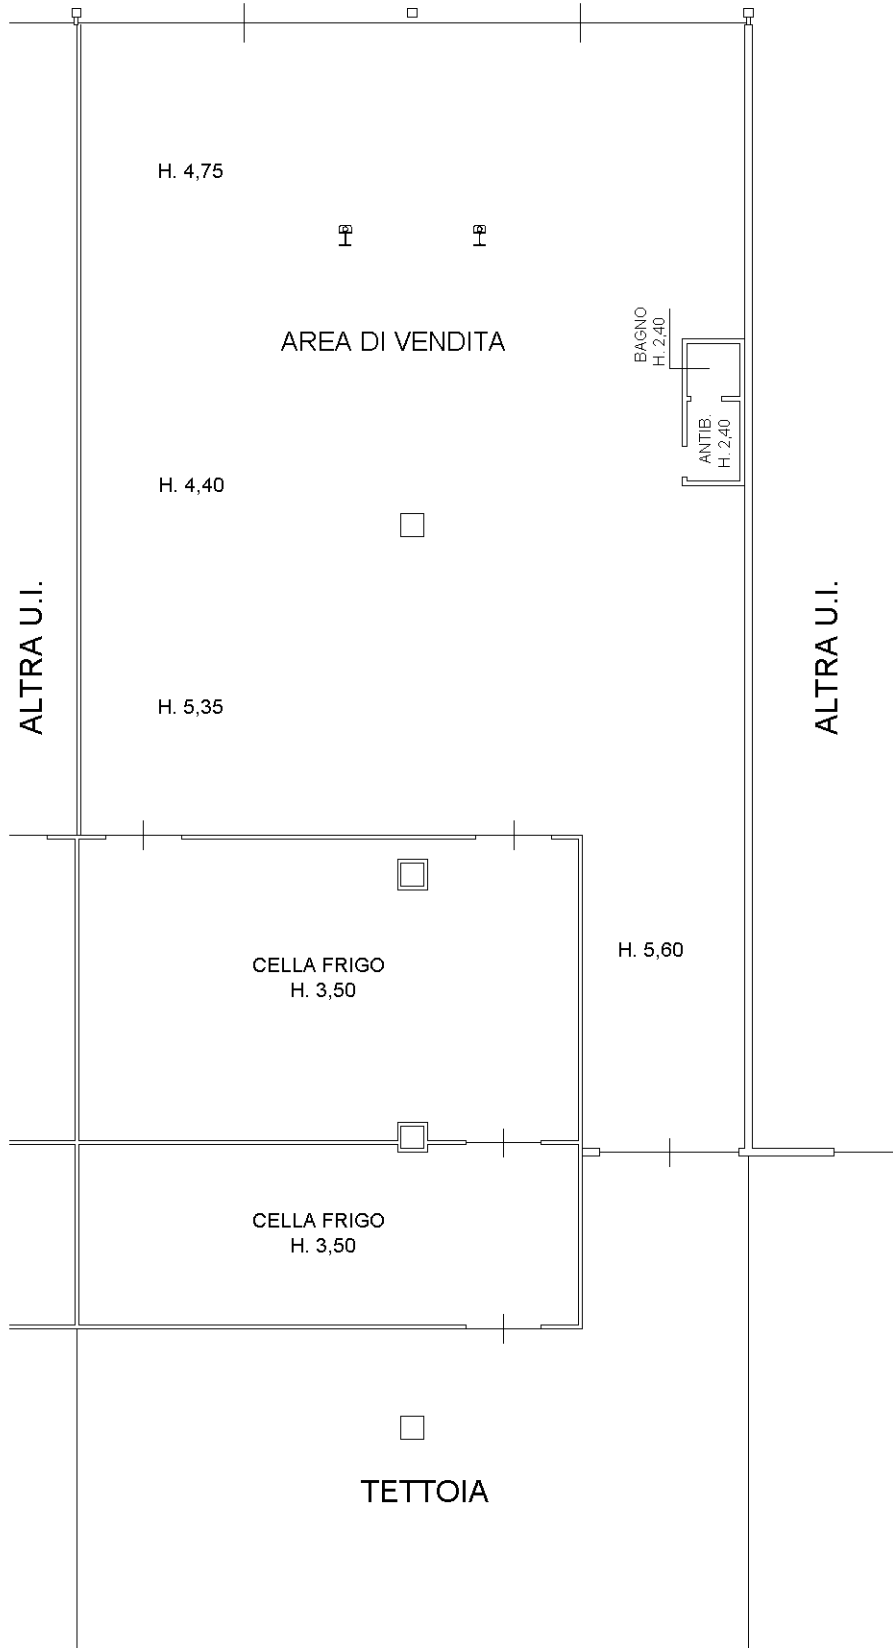 H. 4,75
AREA DI VENDITA
BAGNO
H. 2,40
ANTIB.
H. 2,40
H. 4,40
ALTRA U.I.
ALTRA U.I.
H. 5,35
H. 5,60
CELLA FRIGO
H. 3,50
CELLA FRIGO
H. 3,50
TETTOIA